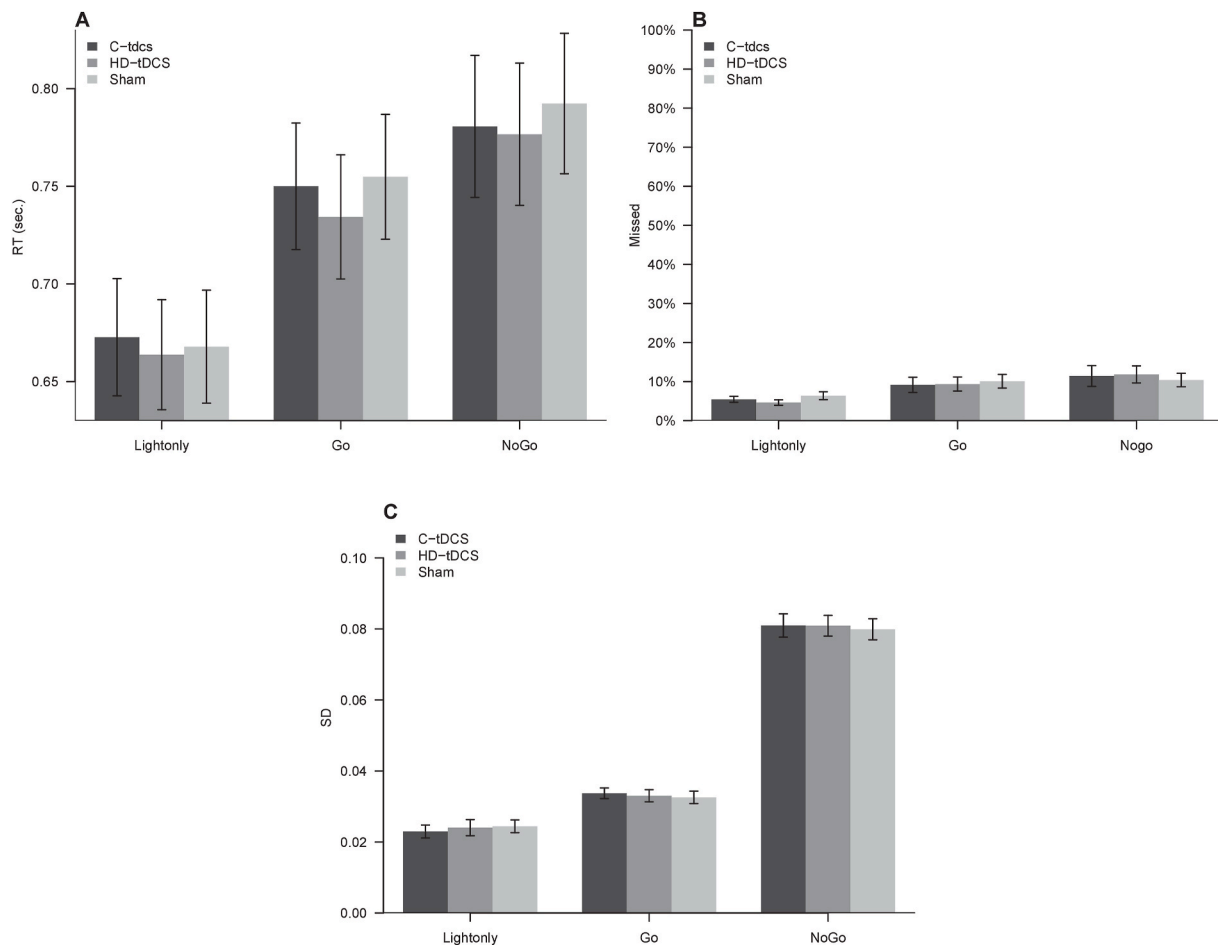 A
C−tdcs
HD−tDCS
Sham
0.80
0.75
0.70
0.65
RT (sec.)
Lightonly
Go
NoGo
B
C−tdcs
HD−tDCS
Sham
100%
90%
80%
70%
60%
50%
40%
30%
20%
10%
0%
Missed
Lightonly
Go
Nogo
C
C−tDCS
HD−tDCS
Sham
0.10
0.08
0.06
0.04
0.02
0.00
SD
Lightonly
Go
NoGo